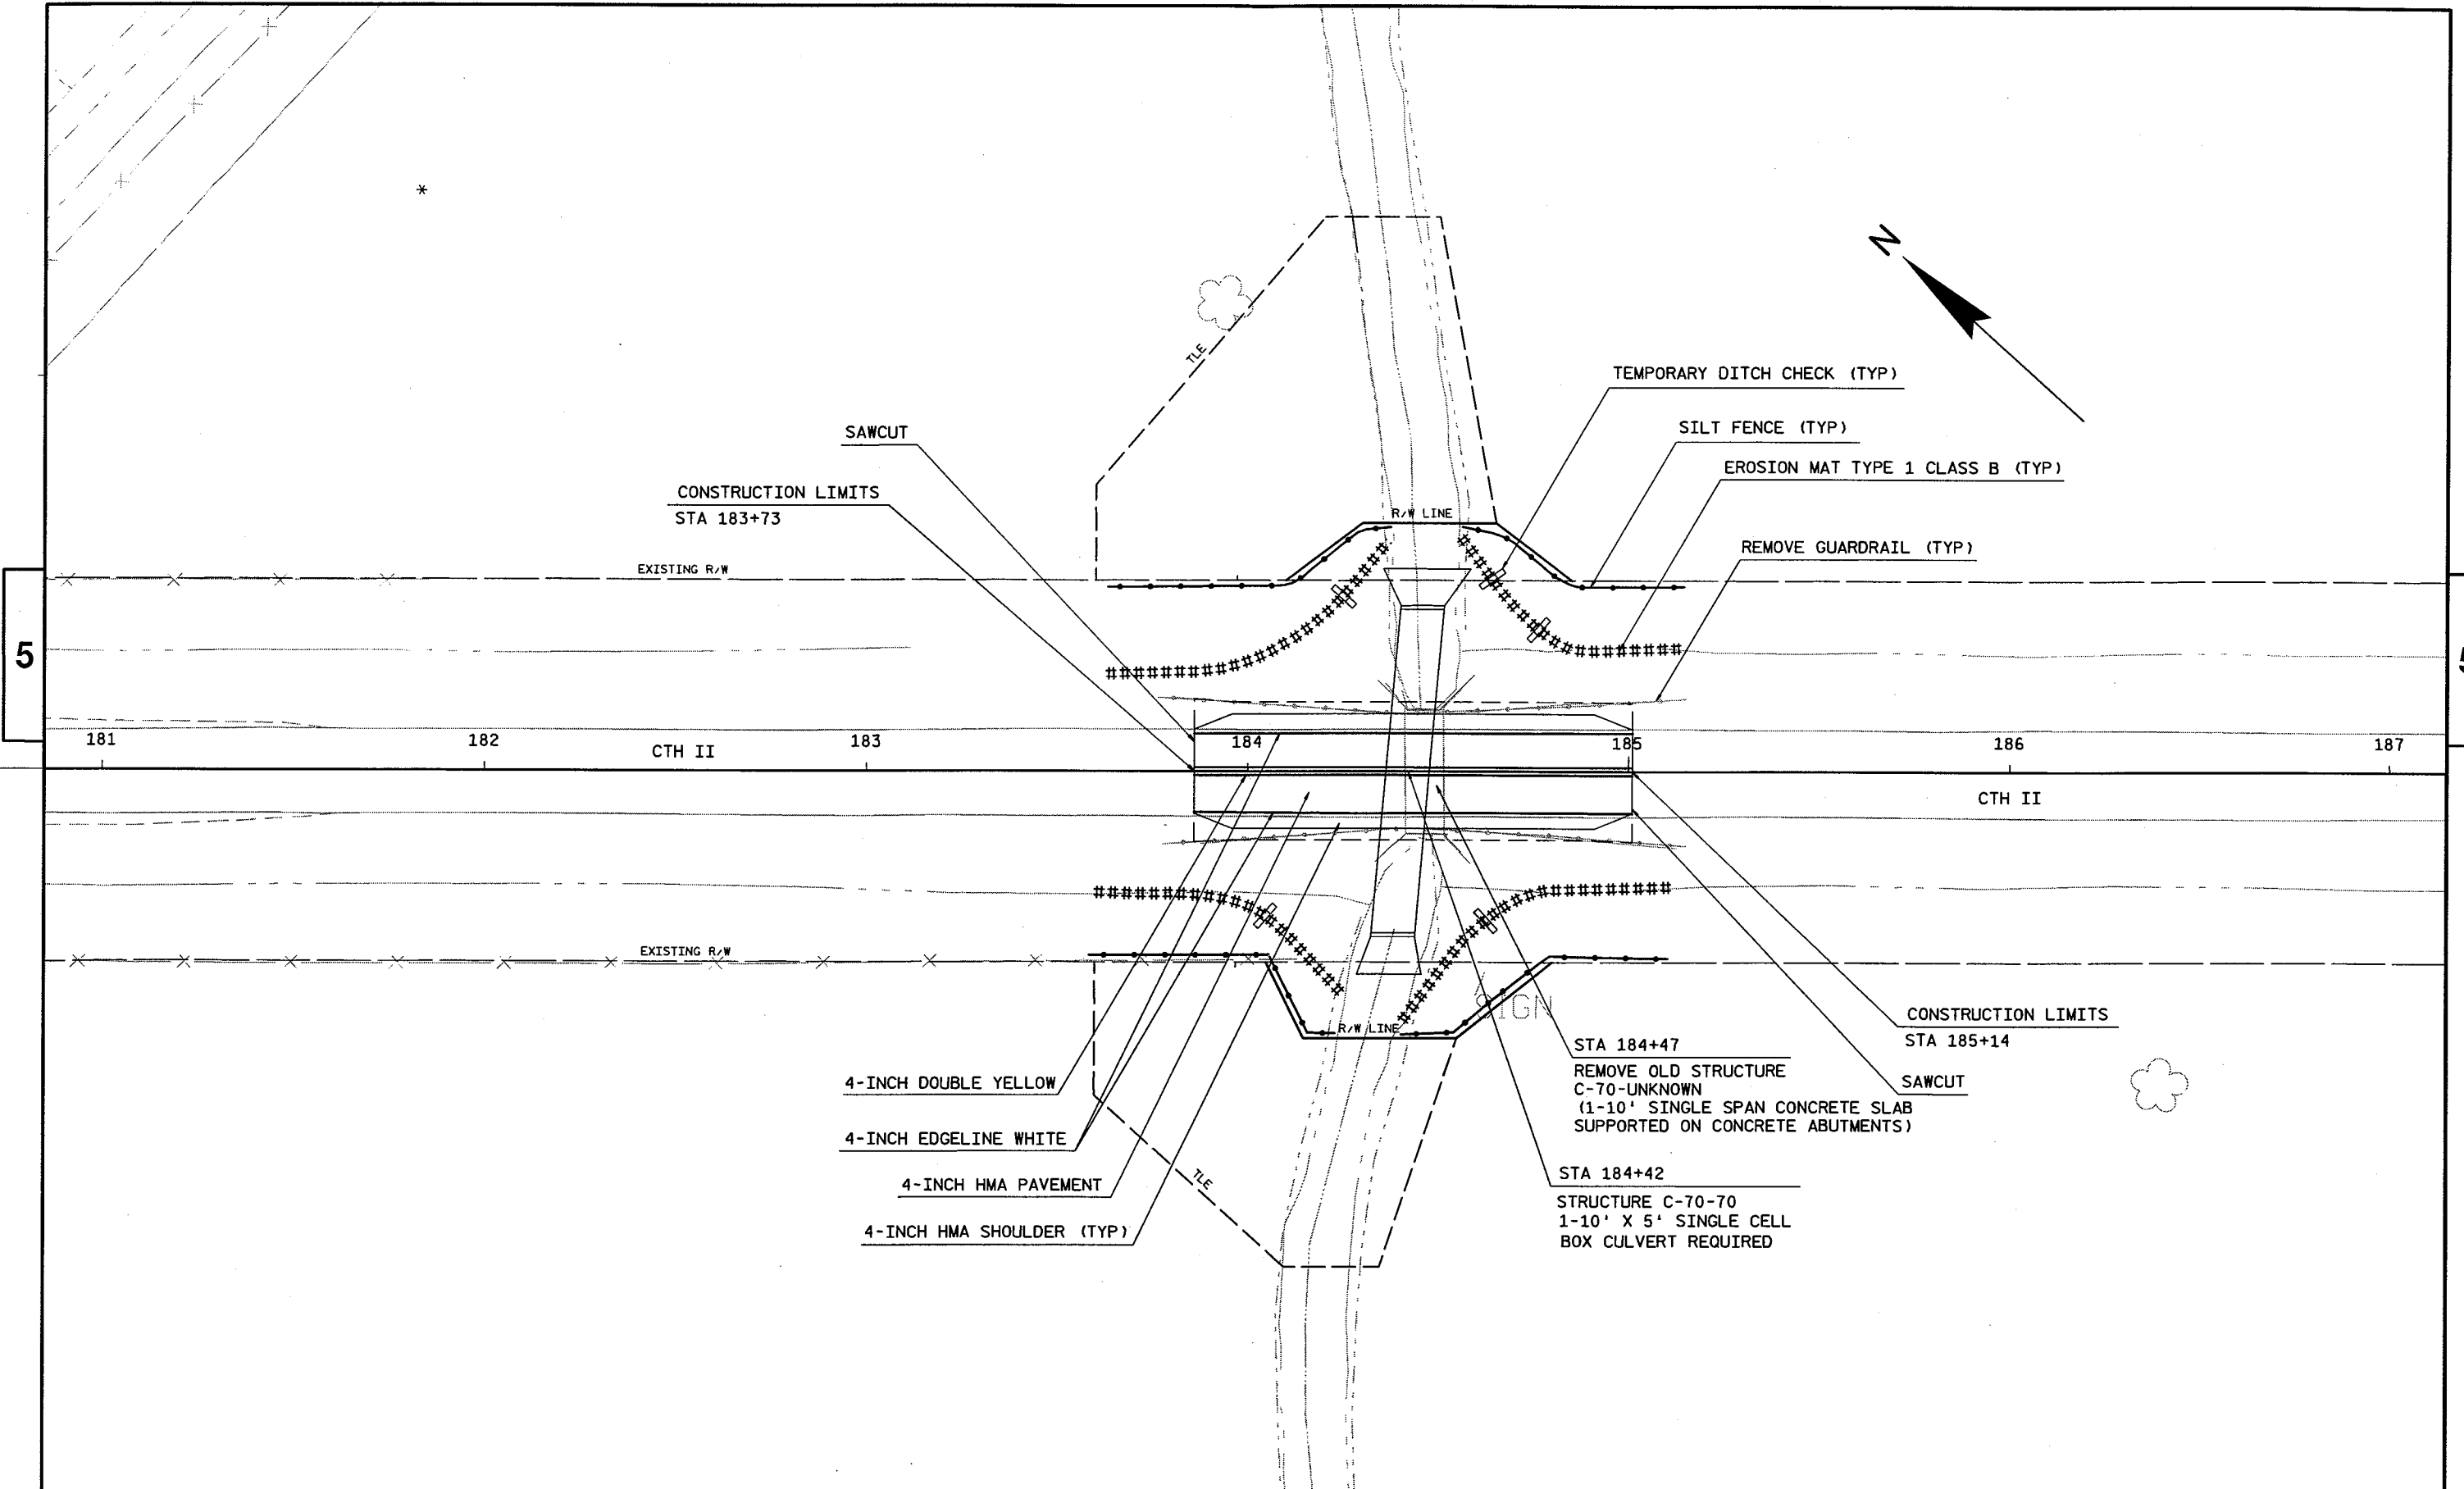 N
TEMPORARY DITCH CHECK (TYP)
TLE
SAWCUT
SILT FENCE (TYP)
EROSION MAT TYPE 1 CLASS B (TYP)
CONSTRUCTION LIMITS
STA 183+73
R/W LINE
REMOVE GUARDRAIL (TYP)
EXISTING R/W
5
181
182
183
184
185
186
187
CTH II
CTH II
EXISTING R/W
SIGN
R/W LINE
CONSTRUCTION LIMITS
STA 185+14
STA 184+47
REMOVE OLD STRUCTURE
C-70-UNKNOWN
(1-10' SINGLE SPAN CONCRETE SLAB
SUPPORTED ON CONCRETE ABUTMENTS)
SAWCUT
4-INCH DOUBLE YELLOW
4-INCH EDGELINE WHITE
TLE
4-INCH HMA PAVEMENT
4-INCH HMA SHOULDER (TYP)
STA 184+42
STRUCTURE C-70-70
1-10' X 5' SINGLE CELL
BOX CULVERT REQUIRED